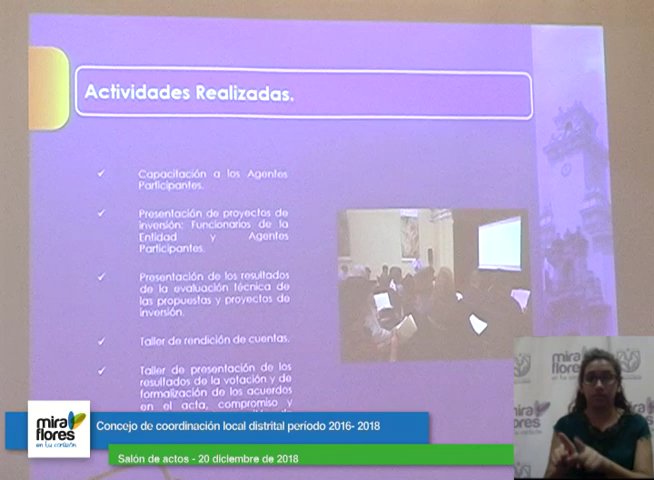 Actividades Realizadas.
✓ Capacitación a los Agentes
Participantes.
✓ Presentación de proyectos de
inversión: Funcionarios de la
Entidad y Agentes
Participantes.
✓ Presentación de los resultados
de la evaluación técnica de
las propuestas y proyectos de
inversión.
✓ Taller de rendición de cuentas.
✓ Taller de presentación de los
resultados de la votación y de
formalización de los acuerdos
en el acta, compromiso y
mira
flores
en tu corazón
Concejo de coordinación local distrital período 2016- 2018
Salón de actos - 20 diciembre de 2018
mira
flores